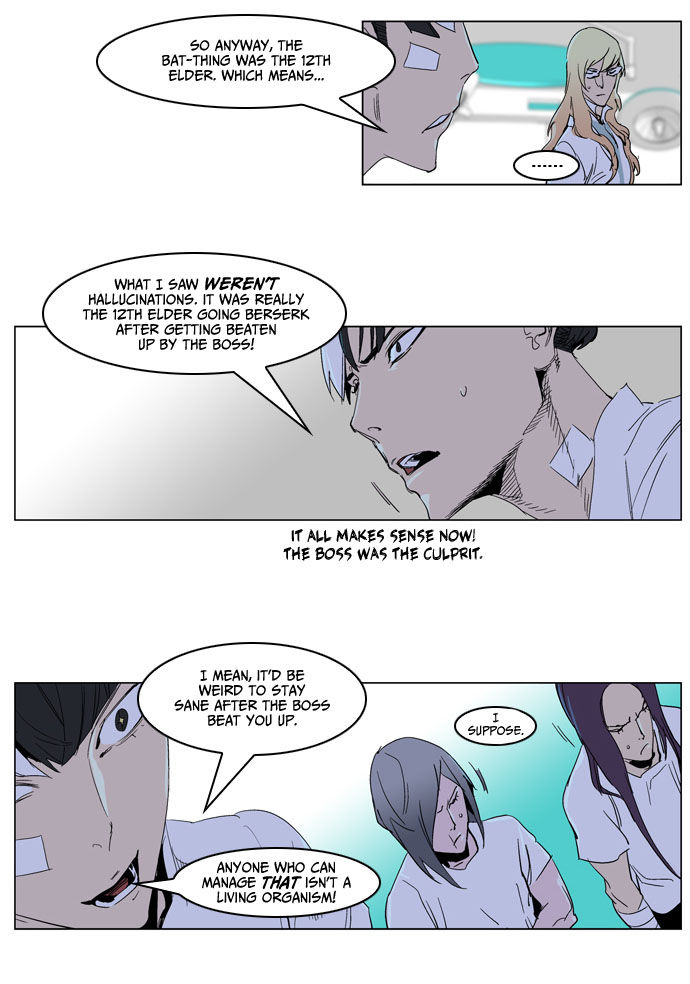 SO ANYWAY, THE
BAT-THING WAS THE 12TH
ELDER. WHICH MEANS...
------
WHAT I SAW WEREN'T
HALLUCINATIONS. IT WAS REALLY
THE 12TH ELDER GOING BERSERK
AFTER GETTING BEATEN
UP BY THE BOSS!
IT ALL MAKES SENSE NOW!
THE BOSS WAS THE CULPRIT.
I MEAN, IT'D BE
WEIRD TO STAY
SANE AFTER THE BOSS
BEAT YOU UP.
I
SUPPOSE.
ANYONE WHO CAN
MANAGE THAT ISN'T A
LIVING ORGANISM!